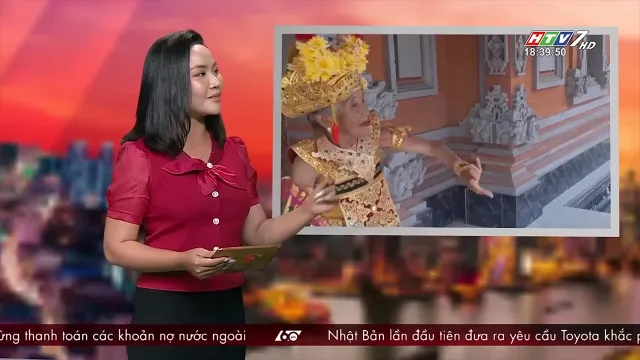 HTV7 HD
18:39:50
ừng thanh toán các khoản nợ nước ngoài 60 Nhật Bản lần đầu tiên đưa ra yêu cầu Toyota khắc p